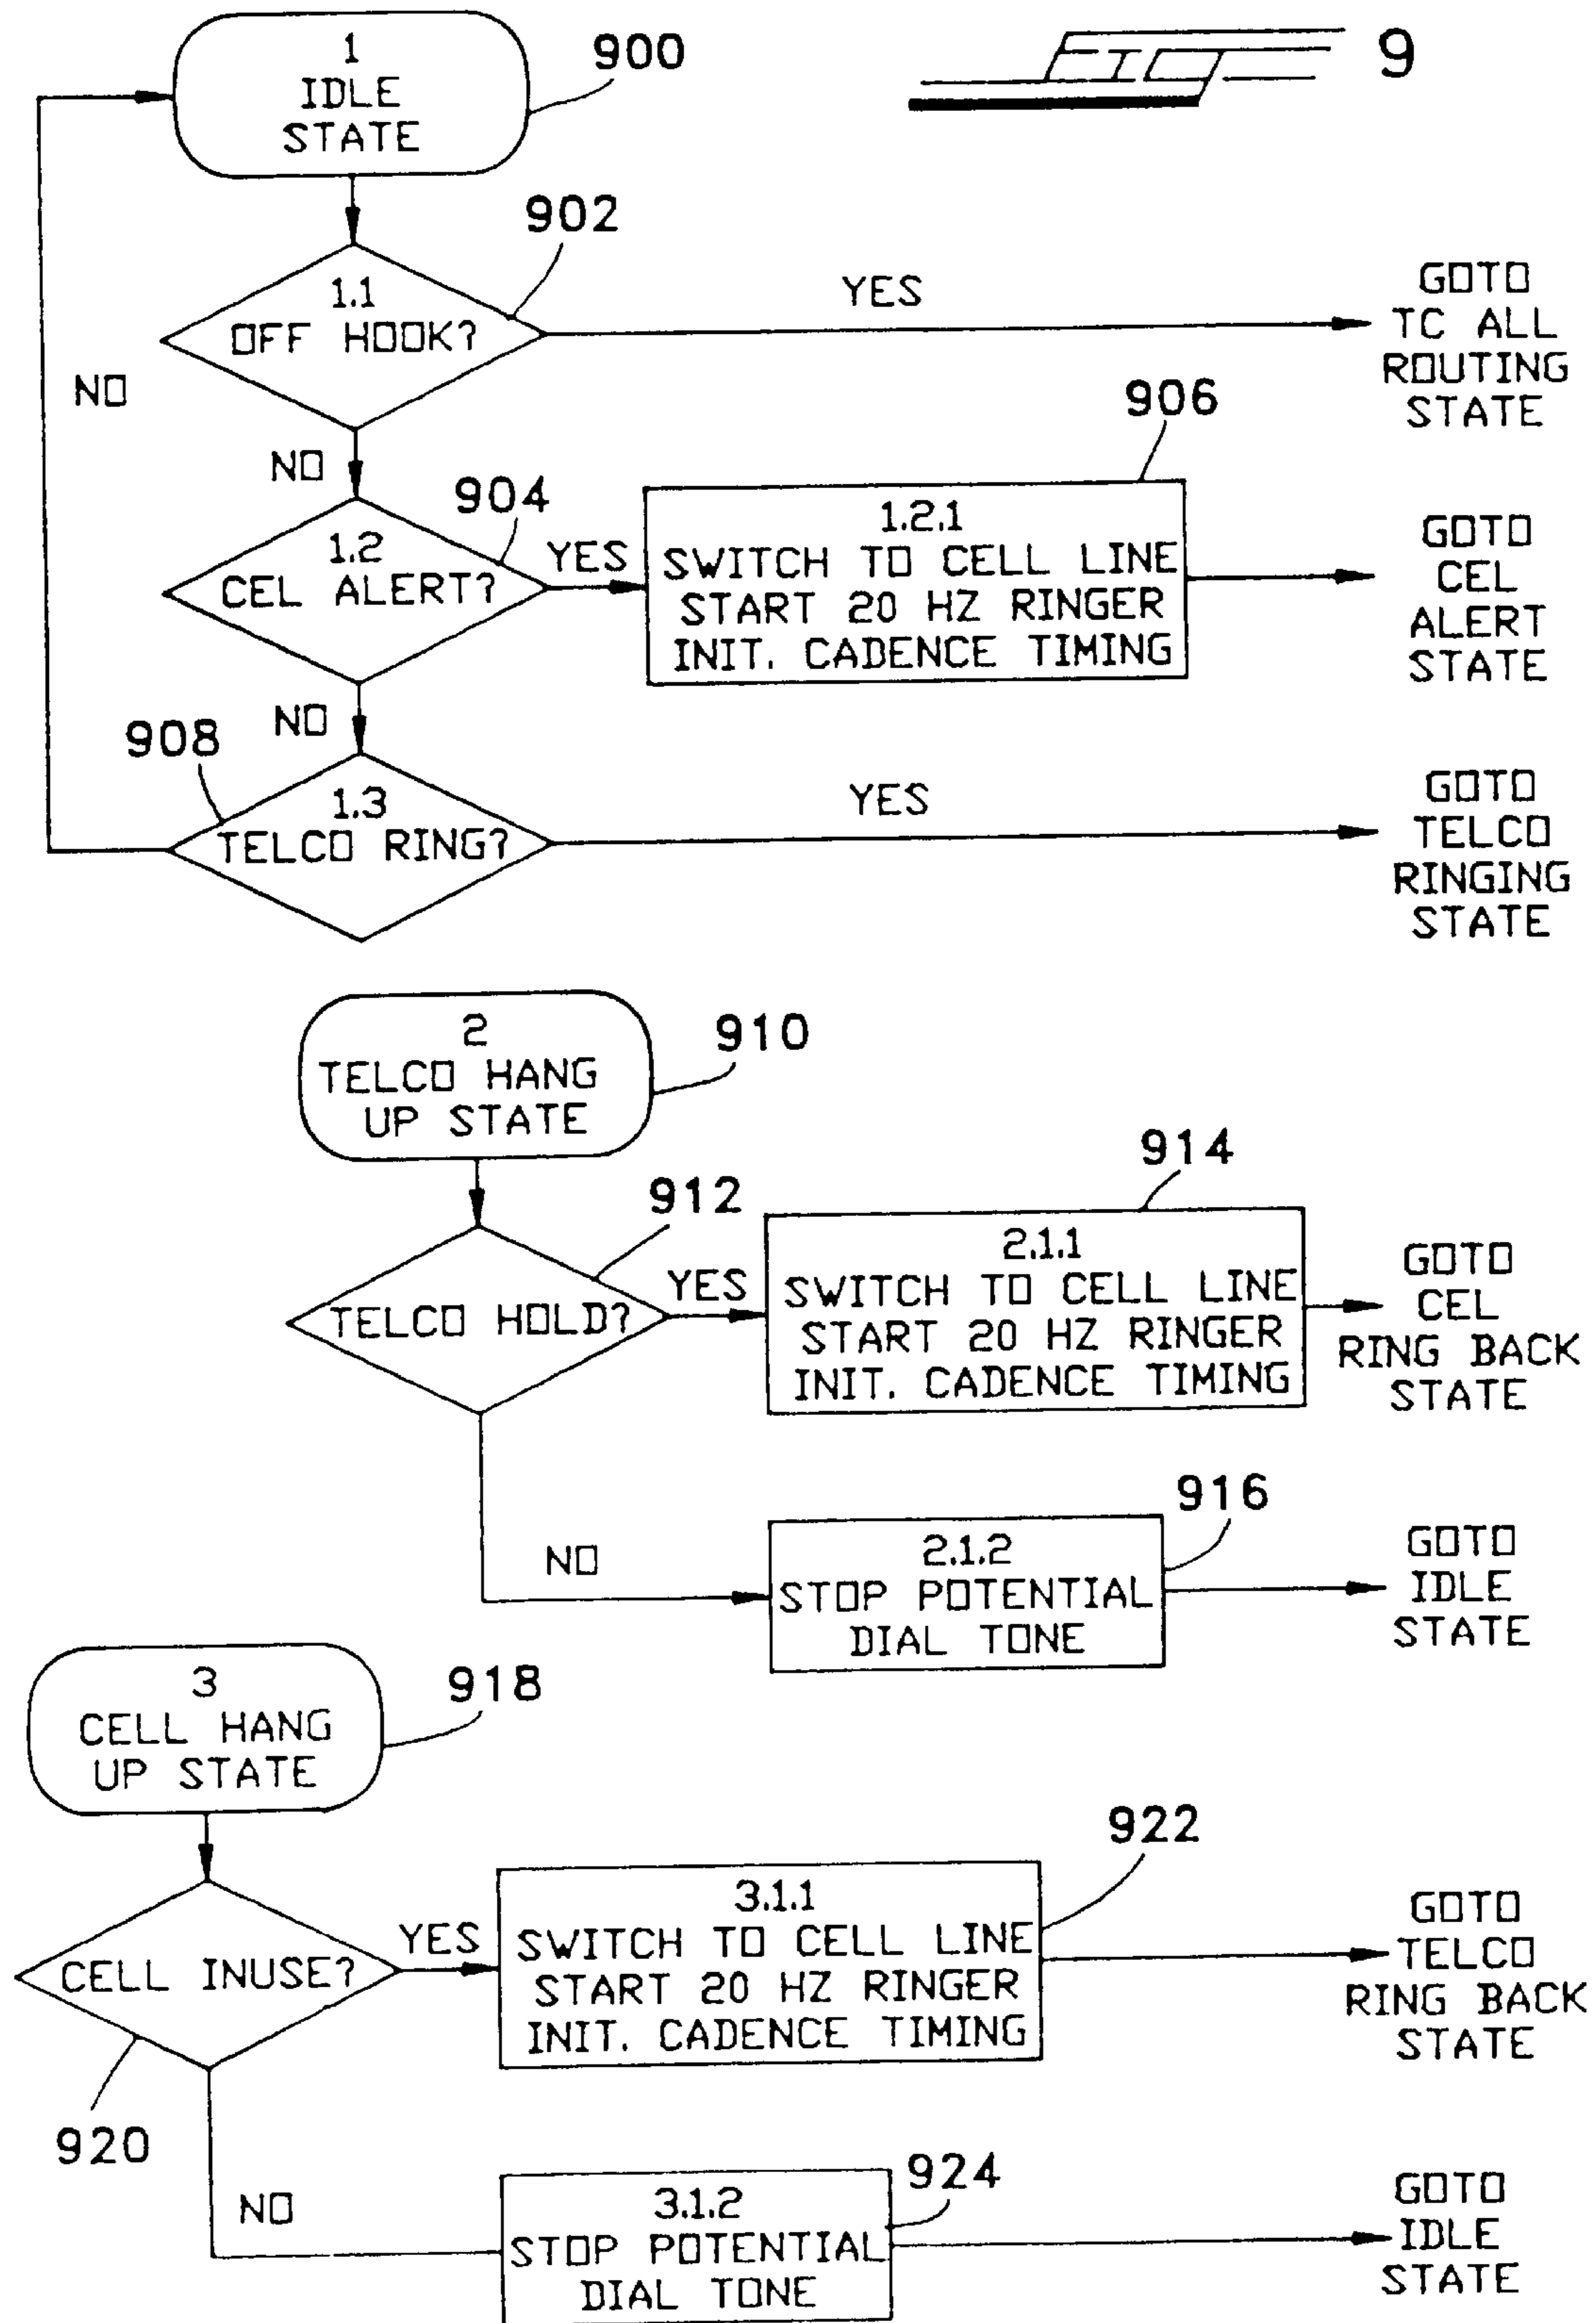 FIG 9
1
IDLE
STATE
900
902
1.1
OFF HOOK?
YES
GOTO
TC ALL
ROUTING
STATE
NO
NO
904
1.2
CEL ALERT?
YES
906
1.2.1
SWITCH TO CELL LINE
START 20 HZ RINGER
INIT. CADENCE TIMING
GOTO
CEL
ALERT
STATE
NO
908
1.3
TELCO RING?
YES
GOTO
TELCO
RINGING
STATE
2
TELCO HANG
UP STATE
910
912
TELCO HOLD?
YES
914
2.1.1
SWITCH TO CELL LINE
START 20 HZ RINGER
INIT. CADENCE TIMING
GOTO
CEL
RING BACK
STATE
NO
916
2.1.2
STOP POTENTIAL
DIAL TONE
GOTO
IDLE
STATE
3
CELL HANG
UP STATE
918
CELL INUSE?
920
YES
922
3.1.1
SWITCH TO CELL LINE
START 20 HZ RINGER
INIT. CADENCE TIMING
GOTO
TELCO
RING BACK
STATE
NO
924
3.1.2
STOP POTENTIAL
DIAL TONE
GOTO
IDLE
STATE